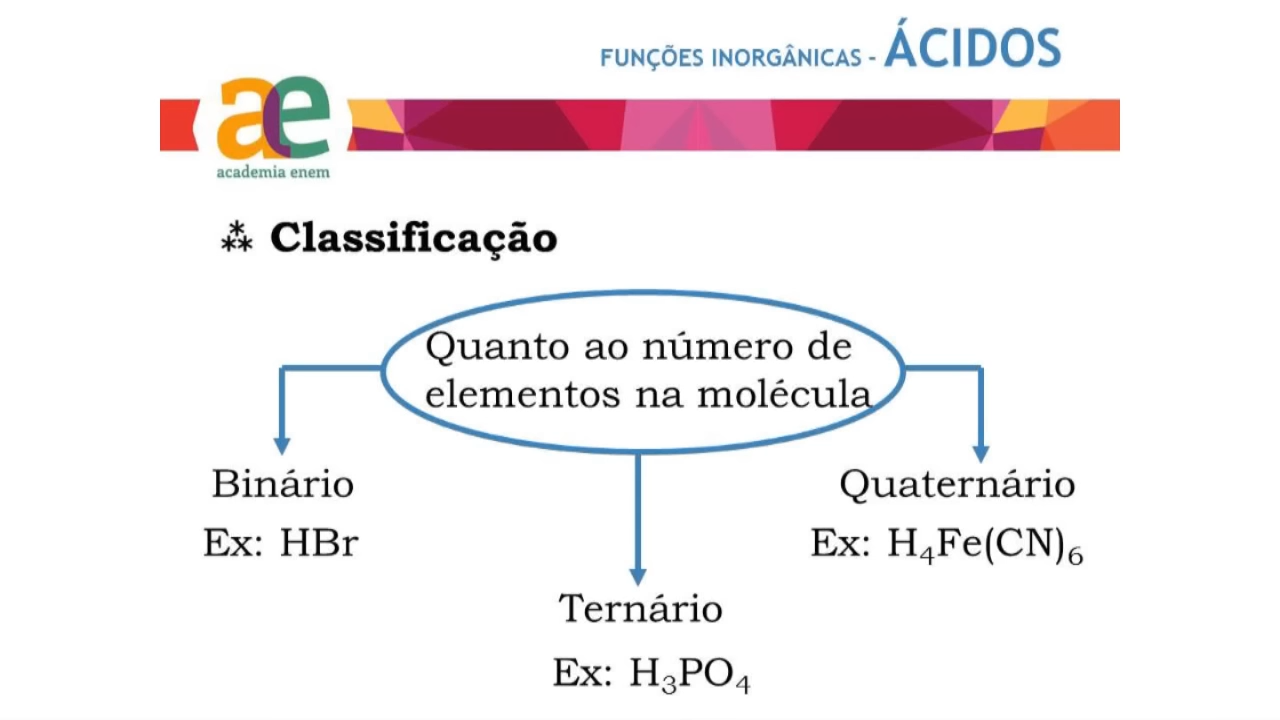 FUNÇÕES INORGÂNICAS - ÁCIDOS
ae
academia enem
⁂ Classificação
Quanto ao número de
elementos na molécula
Binário
Ex: HBr
Quaternário
Ex: H₄Fe(CN)₆
Ternário
Ex: H₃PO₄